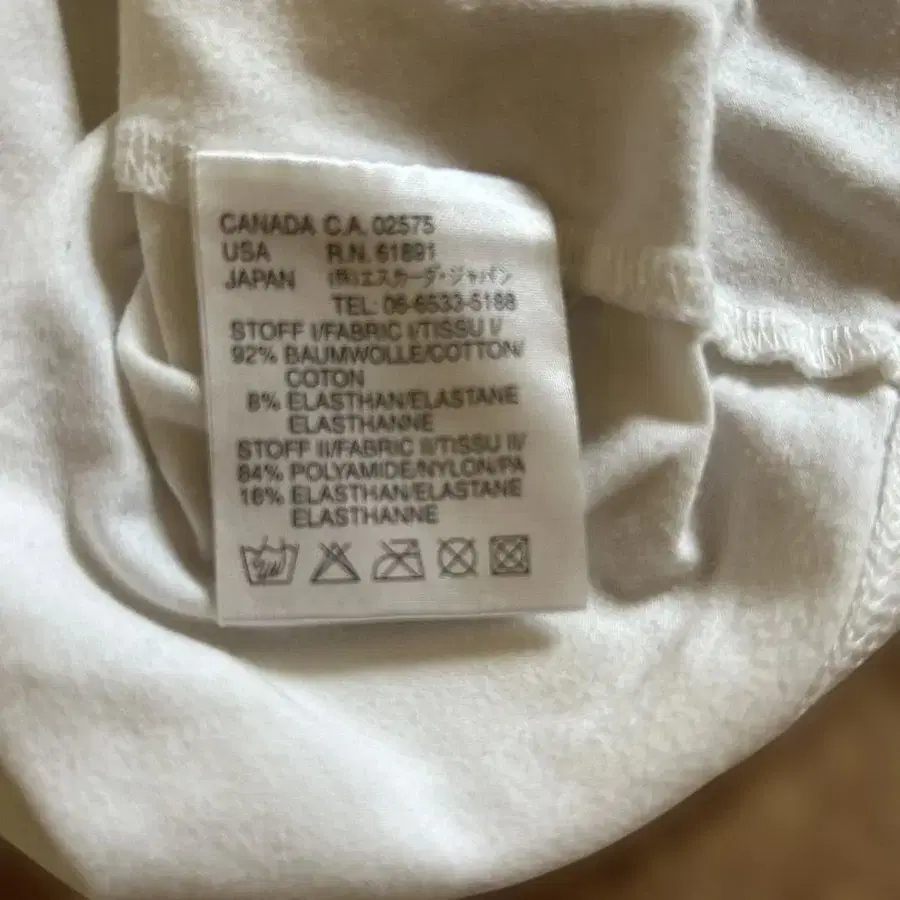 CANADA C.A. 02575
USA R.N. 61891
JAPAN (株)エスカーダ・ジャパン
TEL: 06-6533-5188
STOFF I/FABRIC I/TISSU I/
92% BAUMWOLLE/COTTON/
COTON
8% ELASTHAN/ELASTANE
ELASTHANNE
STOFF II/FABRIC II/TISSU II/
84% POLYAMIDE/NYLON/PA
16% ELASTHAN/ELASTANE
ELASTHANNE